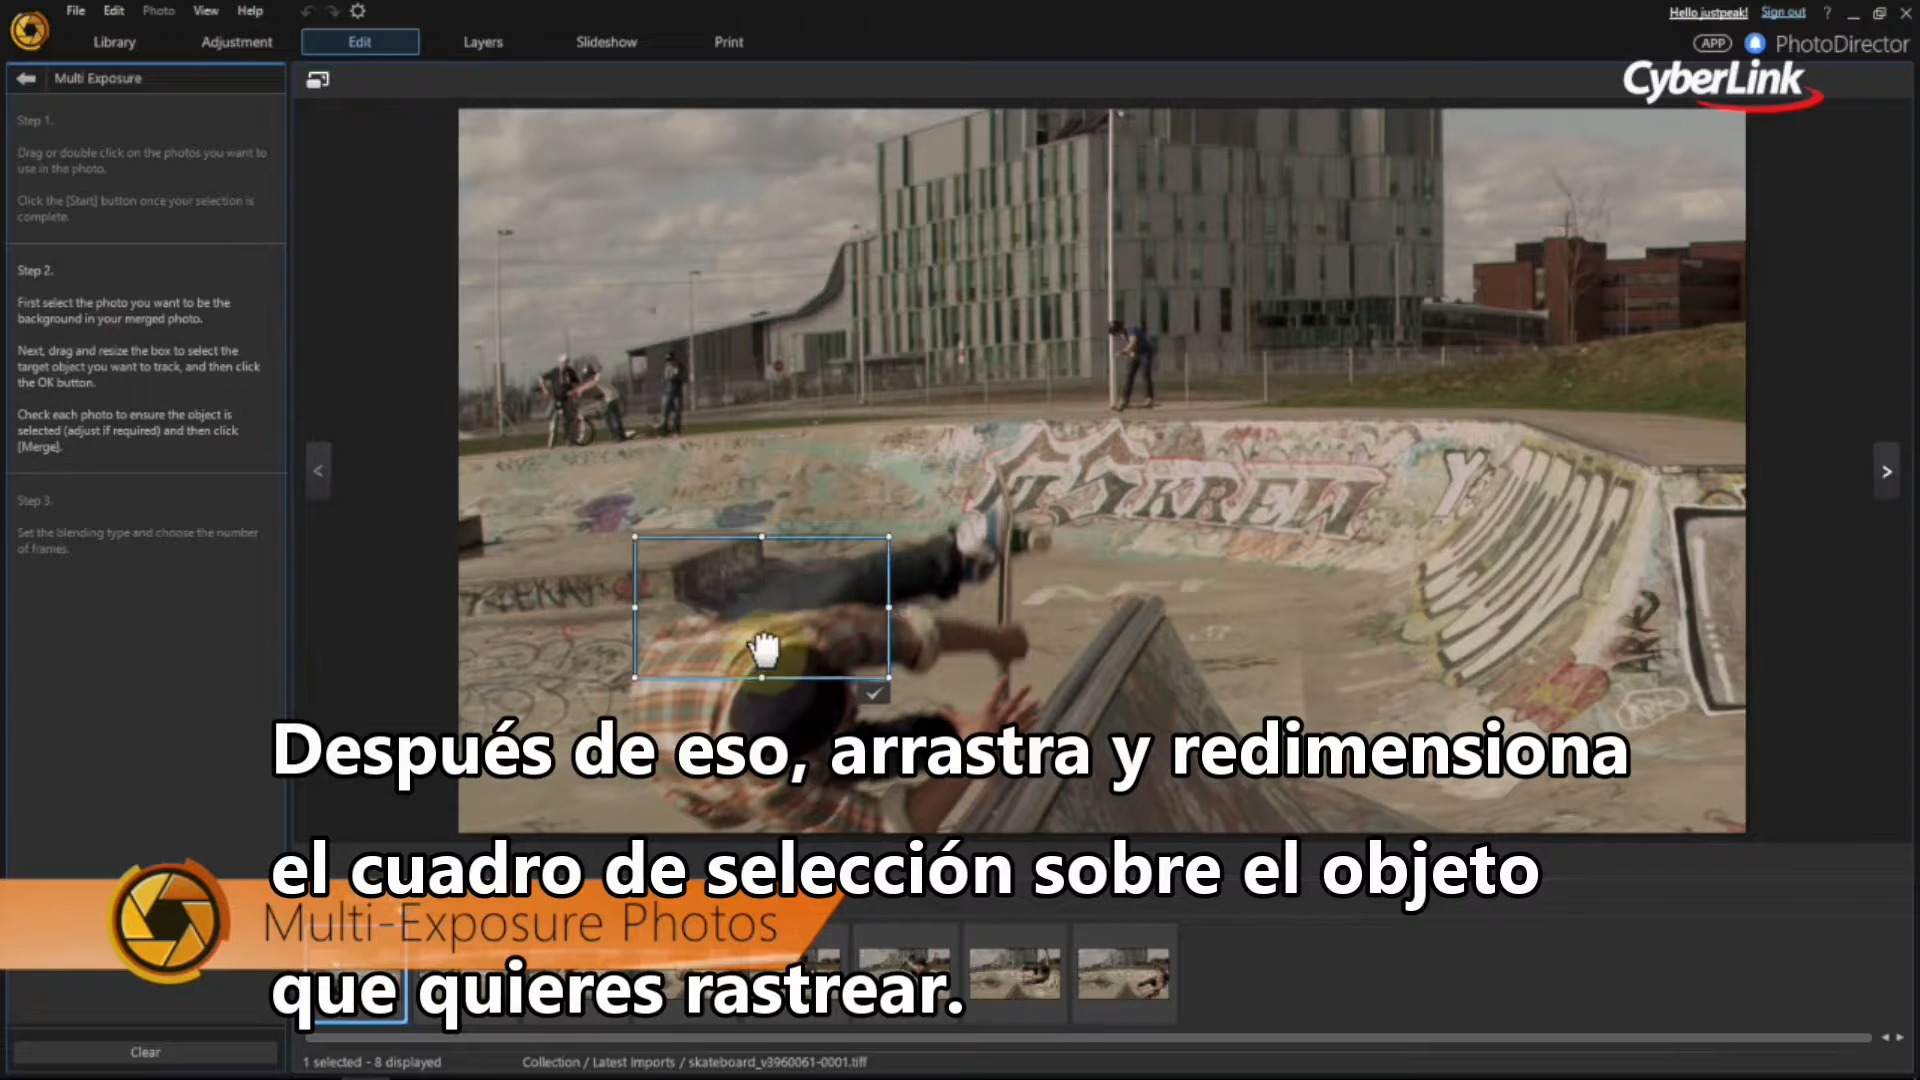 File Edit Photo View Help
Hello justpeak! Sign out ?
Library Adjustment Edit Layers Slideshow Print
APP PhotoDirector
CyberLink
Multi Exposure
Step 1.
Drag or double click on the photos you want to
use in the photo.
Click the [Start] button once your selection is
complete.
Step 2.
First select the photo you want to be the
background in your merged photo.
Next, drag and resize the box to select the
target object you want to track, and then click
the OK button.
Check each photo to ensure the object is
selected (adjust if required) and then click
[Merge].
Step 3.
Set the blending type and choose the number
of frames.
Después de eso, arrastra y redimensiona
el cuadro de selección sobre el objeto
Multi-Exposure Photos
que quieres rastrear.
Clear
1 selected - 8 displayed
Collection / Latest Imports / skateboard_v3960061-0001.tiff